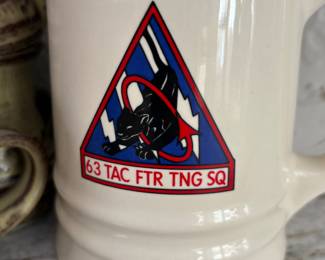 63 TAC FTR TNG SQ